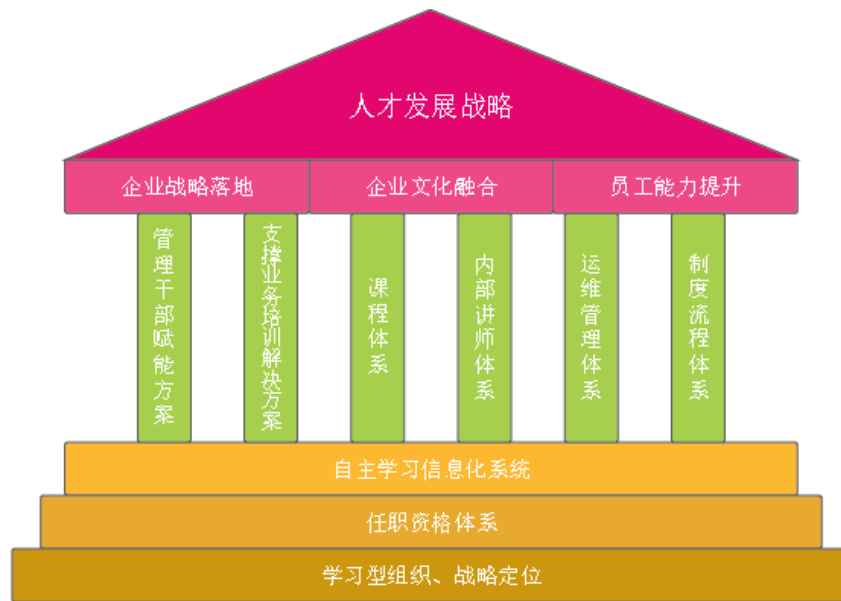 人才发展战略
企业战略落地
企业文化融合
员工能力提升
管理干部赋能方案
支撑业务培训解决方案
课程体系
内部讲师体系
运维管理体系
制度流程体系
自主学习信息化系统
任职资格体系
学习型组织、战略定位